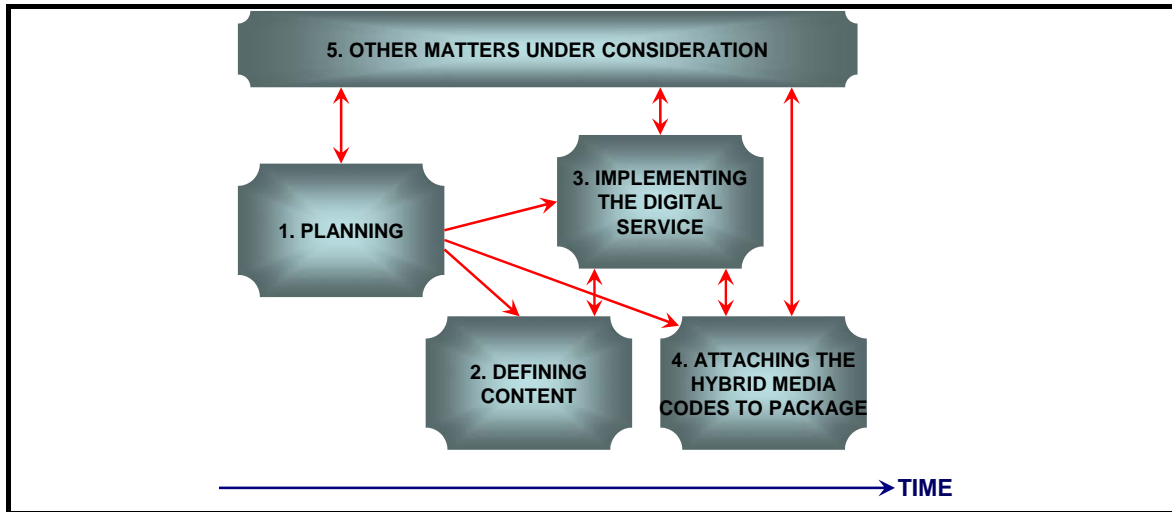 5. OTHER MATTERS UNDER CONSIDERATION
1. PLANNING
3. IMPLEMENTING
THE DIGITAL
SERVICE
2. DEFINING
CONTENT
4. ATTACHING THE
HYBRID MEDIA
CODES TO PACKAGE
TIME